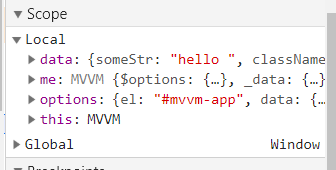 ▼ Scope
▼ Local
▶ data: {someStr: "hello ", className
▶ me: MVVM {$options: {…}, _data: {…}
▶ options: {el: "#mvvm-app", data: {…
▶ this: MVVM
▶ Global Window
▼ Breakpoints